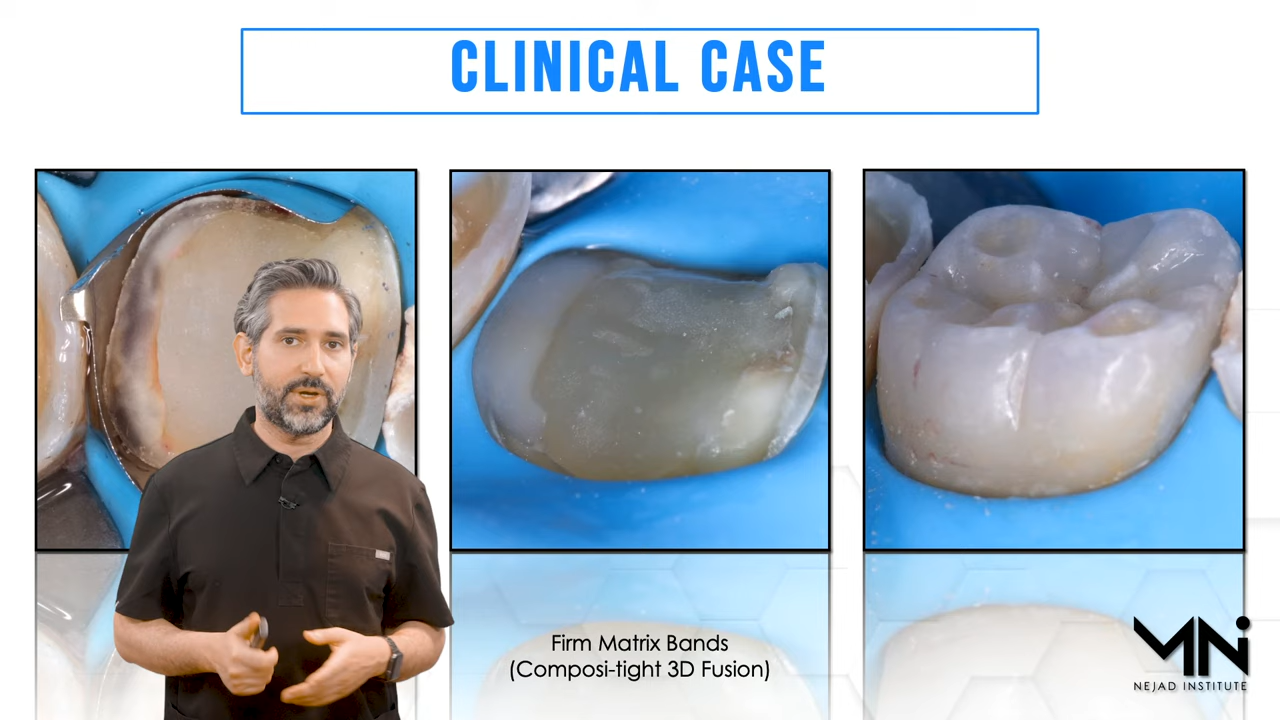 CLINICAL CASE
Firm Matrix Bands
(Composi-tight 3D Fusion)
NEJAD INSTITUTE